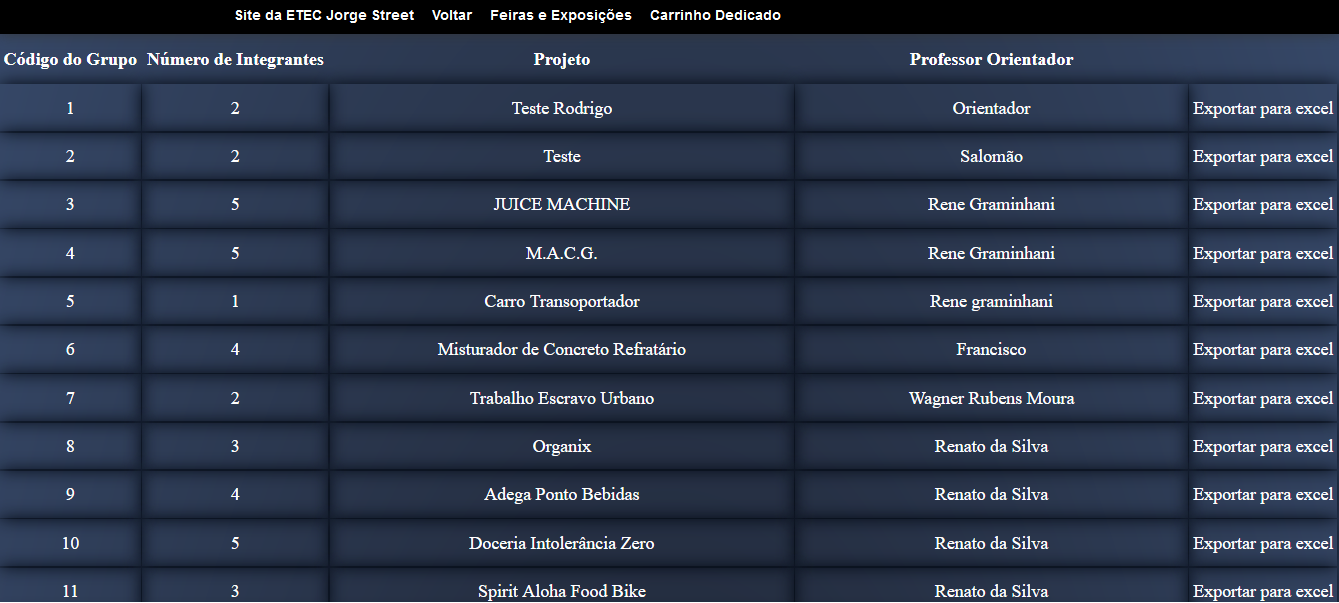 Site da ETEC Jorge Street Voltar Feiras e Exposições Carrinho Dedicado
Código do Grupo Número de Integrantes Projeto Professor Orientador
1 2 Teste Rodrigo Orientador Exportar para excel
2 2 Teste Salomão Exportar para excel
3 5 JUICE MACHINE Rene Graminhani Exportar para excel
4 5 M.A.C.G. Rene Graminhani Exportar para excel
5 1 Carro Transoportador Rene graminhani Exportar para excel
6 4 Misturador de Concreto Refratário Francisco Exportar para excel
7 2 Trabalho Escravo Urbano Wagner Rubens Moura Exportar para excel
8 3 Organix Renato da Silva Exportar para excel
9 4 Adega Ponto Bebidas Renato da Silva Exportar para excel
10 5 Doceria Intolerância Zero Renato da Silva Exportar para excel
11 3 Spirit Aloha Food Bike Renato da Silva Exportar para excel